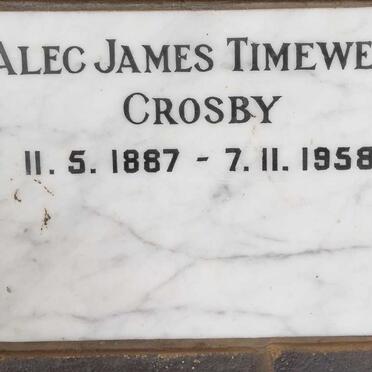 ALEC JAMES TIMEWE
CROSBY
11. 5. 1887 - 7. 11. 1958